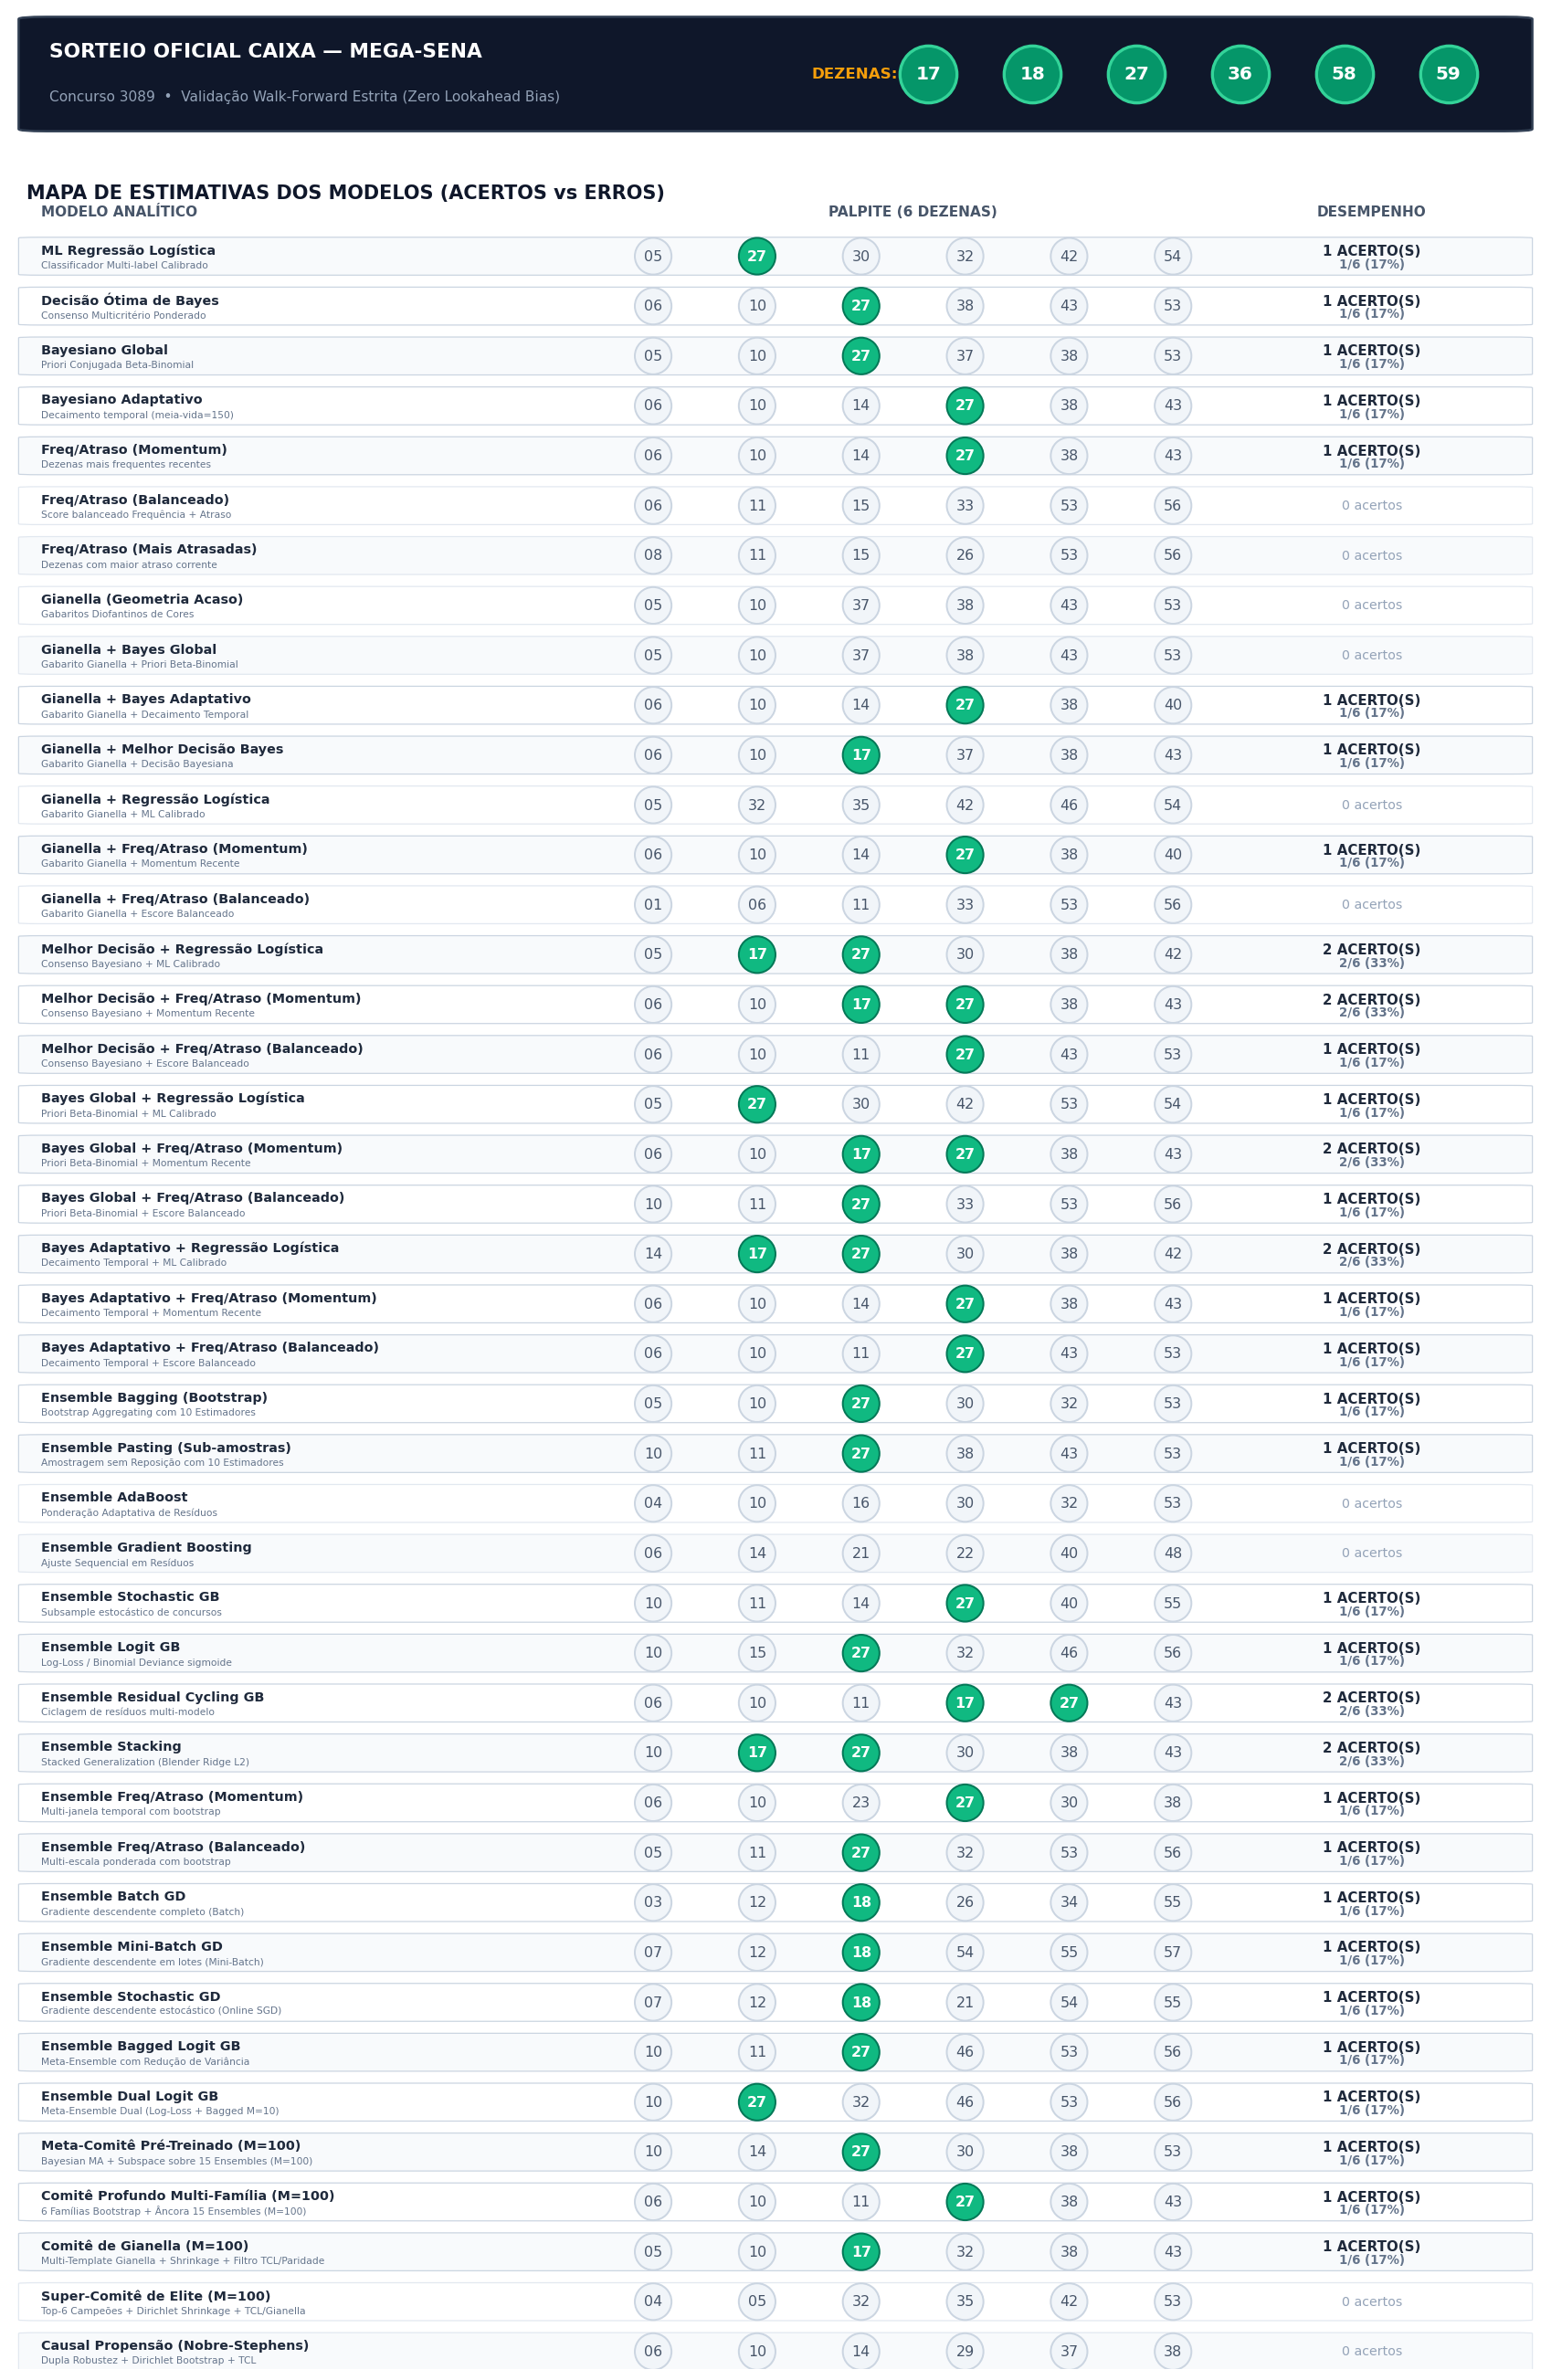 SORTEIO OFICIAL CAIXA — MEGA-SENA
Concurso 3089 • Validação Walk-Forward Estrita (Zero Lookahead Bias)
DEZENAS: 17 18 27 36 58 59
MAPA DE ESTIMATIVAS DOS MODELOS (ACERTOS vs ERROS)
MODELO ANALÍTICO PALPITE (6 DEZENAS) DESEMPENHO
ML Regressão Logística
Classificador Multi-label Calibrado
05 27 30 32 42 54
1 ACERTO(S)
1/6 (17%)
Decisão Ótima de Bayes
Consenso Multicritério Ponderado
06 10 27 38 43 53
1 ACERTO(S)
1/6 (17%)
Bayesiano Global
Priori Conjugada Beta-Binomial
05 10 27 37 38 53
1 ACERTO(S)
1/6 (17%)
Bayesiano Adaptativo
Decaimento temporal (meia-vida=150)
06 10 14 27 38 43
1 ACERTO(S)
1/6 (17%)
Freq/Atraso (Momentum)
Dezenas mais frequentes recentes
06 10 14 27 38 43
1 ACERTO(S)
1/6 (17%)
Freq/Atraso (Balanceado)
Score balanceado Frequência + Atraso
06 11 15 33 53 56
0 acertos
Freq/Atraso (Mais Atrasadas)
Dezenas com maior atraso corrente
08 11 15 26 53 56
0 acertos
Gianella (Geometria Acaso)
Gabaritos Diofantinos de Cores
05 10 37 38 43 53
0 acertos
Gianella + Bayes Global
Gabarito Gianella + Priori Beta-Binomial
05 10 37 38 43 53
0 acertos
Gianella + Bayes Adaptativo
Gabarito Gianella + Decaimento Temporal
06 10 14 27 38 40
1 ACERTO(S)
1/6 (17%)
Gianella + Melhor Decisão Bayes
Gabarito Gianella + Decisão Bayesiana
06 10 17 37 38 43
1 ACERTO(S)
1/6 (17%)
Gianella + Regressão Logística
Gabarito Gianella + ML Calibrado
05 32 35 42 46 54
0 acertos
Gianella + Freq/Atraso (Momentum)
Gabarito Gianella + Momentum Recente
06 10 14 27 38 40
1 ACERTO(S)
1/6 (17%)
Gianella + Freq/Atraso (Balanceado)
Gabarito Gianella + Escore Balanceado
01 06 11 33 53 56
0 acertos
Melhor Decisão + Regressão Logística
Consenso Bayesiano + ML Calibrado
05 17 27 30 38 42
2 ACERTO(S)
2/6 (33%)
Melhor Decisão + Freq/Atraso (Momentum)
Consenso Bayesiano + Momentum Recente
06 10 17 27 38 43
2 ACERTO(S)
2/6 (33%)
Melhor Decisão + Freq/Atraso (Balanceado)
Consenso Bayesiano + Escore Balanceado
06 10 11 27 43 53
1 ACERTO(S)
1/6 (17%)
Bayes Global + Regressão Logística
Priori Beta-Binomial + ML Calibrado
05 27 30 42 53 54
1 ACERTO(S)
1/6 (17%)
Bayes Global + Freq/Atraso (Momentum)
Priori Beta-Binomial + Momentum Recente
06 10 17 27 38 43
2 ACERTO(S)
2/6 (33%)
Bayes Global + Freq/Atraso (Balanceado)
Priori Beta-Binomial + Escore Balanceado
10 11 27 33 53 56
1 ACERTO(S)
1/6 (17%)
Bayes Adaptativo + Regressão Logística
Decaimento Temporal + ML Calibrado
14 17 27 30 38 42
2 ACERTO(S)
2/6 (33%)
Bayes Adaptativo + Freq/Atraso (Momentum)
Decaimento Temporal + Momentum Recente
06 10 14 27 38 43
1 ACERTO(S)
1/6 (17%)
Bayes Adaptativo + Freq/Atraso (Balanceado)
Decaimento Temporal + Escore Balanceado
06 10 11 27 43 53
1 ACERTO(S)
1/6 (17%)
Ensemble Bagging (Bootstrap)
Bootstrap Aggregating com 10 Estimadores
05 10 27 30 32 53
1 ACERTO(S)
1/6 (17%)
Ensemble Pasting (Sub-amostras)
Amostragem sem Reposição com 10 Estimadores
10 11 27 38 43 53
1 ACERTO(S)
1/6 (17%)
Ensemble AdaBoost
Ponderação Adaptativa de Resíduos
04 10 16 30 32 53
0 acertos
Ensemble Gradient Boosting
Ajuste Sequencial em Resíduos
06 14 21 22 40 48
0 acertos
Ensemble Stochastic GB
Subsample estocástico de concursos
10 11 14 27 40 55
1 ACERTO(S)
1/6 (17%)
Ensemble Logit GB
Log-Loss / Binomial Deviance sigmoide
10 15 27 32 46 56
1 ACERTO(S)
1/6 (17%)
Ensemble Residual Cycling GB
Ciclagem de resíduos multi-modelo
06 10 11 17 27 43
2 ACERTO(S)
2/6 (33%)
Ensemble Stacking
Stacked Generalization (Blender Ridge L2)
10 17 27 30 38 43
2 ACERTO(S)
2/6 (33%)
Ensemble Freq/Atraso (Momentum)
Multi-janela temporal com bootstrap
06 10 23 27 30 38
1 ACERTO(S)
1/6 (17%)
Ensemble Freq/Atraso (Balanceado)
Multi-escala ponderada com bootstrap
05 11 27 32 53 56
1 ACERTO(S)
1/6 (17%)
Ensemble Batch GD
Gradiente descendente completo (Batch)
03 12 18 26 34 55
1 ACERTO(S)
1/6 (17%)
Ensemble Mini-Batch GD
Gradiente descendente em lotes (Mini-Batch)
07 12 18 54 55 57
1 ACERTO(S)
1/6 (17%)
Ensemble Stochastic GD
Gradiente descendente estocástico (Online SGD)
07 12 18 21 54 55
1 ACERTO(S)
1/6 (17%)
Ensemble Bagged Logit GB
Meta-Ensemble com Redução de Variância
10 11 27 46 53 56
1 ACERTO(S)
1/6 (17%)
Ensemble Dual Logit GB
Meta-Ensemble Dual (Log-Loss + Bagged M=10)
10 27 32 46 53 56
1 ACERTO(S)
1/6 (17%)
Meta-Comitê Pré-Treinado (M=100)
Bayesian MA + Subspace sobre 15 Ensembles (M=100)
10 14 27 30 38 53
1 ACERTO(S)
1/6 (17%)
Comitê Profundo Multi-Família (M=100)
6 Famílias Bootstrap + Âncora 15 Ensembles (M=100)
06 10 11 27 38 43
1 ACERTO(S)
1/6 (17%)
Comitê de Gianella (M=100)
Multi-Template Gianella + Shrinkage + Filtro TCL/Paridade
05 10 17 32 38 43
1 ACERTO(S)
1/6 (17%)
Super-Comitê de Elite (M=100)
Top-6 Campeões + Dirichlet Shrinkage + TCL/Gianella
04 05 32 35 42 53
0 acertos
Causal Propensão (Nobre-Stephens)
Dupla Robustez + Dirichlet Bootstrap + TCL
06 10 14 29 37 38
0 acertos